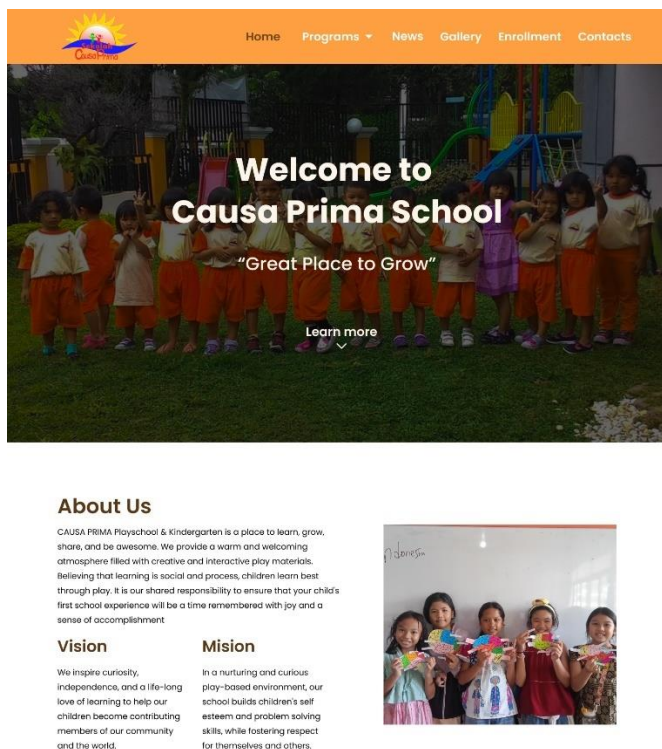 Sekolah
Causa Prima
Home Programs News Gallery Enrollment Contacts
Welcome to
Causa Prima School
“Great Place to Grow”
Learn more
About Us
CAUSA PRIMA Playschool & Kindergarten is a place to learn, grow,
share, and be awesome. We provide a warm and welcoming
atmosphere filled with creative and interactive play materials.
Believing that learning is social and process, children learn best
through play. It is our shared responsibility to ensure that your child's
first school experience will be a time remembered with joy and a
sense of accomplishment
Vision
We inspire curiosity,
independence, and a life-long
love of learning to help our
children become contributing
members of our community
and the world.
Mision
In a nurturing and curious
play-based environment, our
school builds children's self
esteem and problem solving
skills, while fostering respect
for themselves and others.
ndonesia